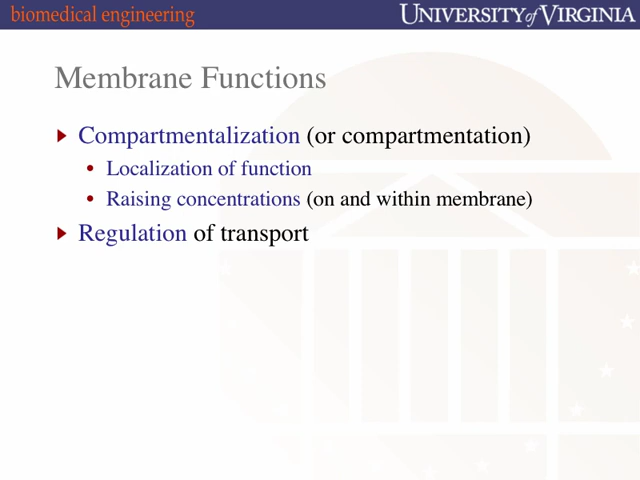 biomedical engineering
UNIVERSITY of VIRGINIA
Membrane Functions
Compartmentalization (or compartmentation)
• Localization of function
• Raising concentrations (on and within membrane)
Regulation of transport